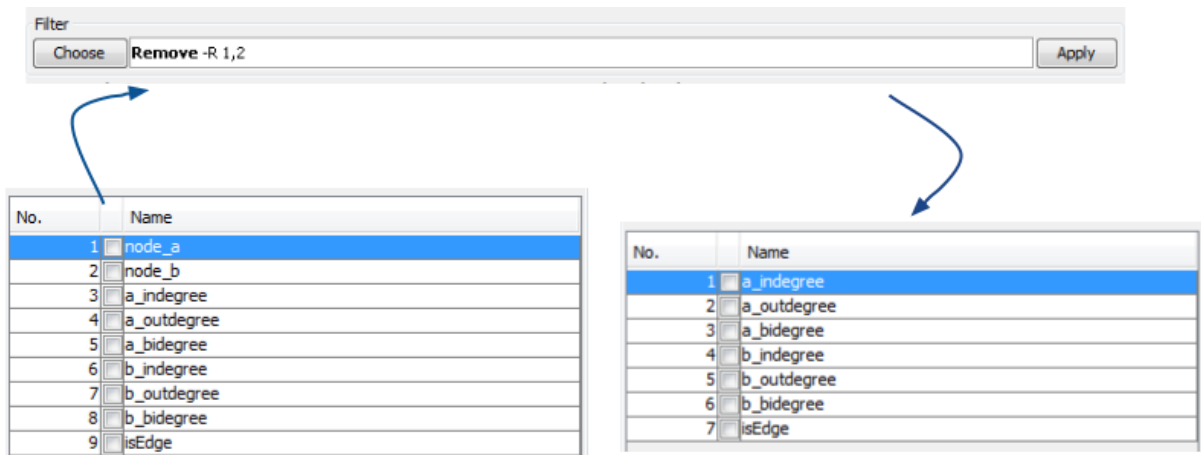 Filter
Choose Remove -R 1,2 Apply
No. Name
1 node_a
2 node_b
3 a_indegree
4 a_outdegree
5 a_bidegree
6 b_indegree
7 b_outdegree
8 b_bidegree
9 isEdge
No. Name
1 a_indegree
2 a_outdegree
3 a_bidegree
4 b_indegree
5 b_outdegree
6 b_bidegree
7 isEdge